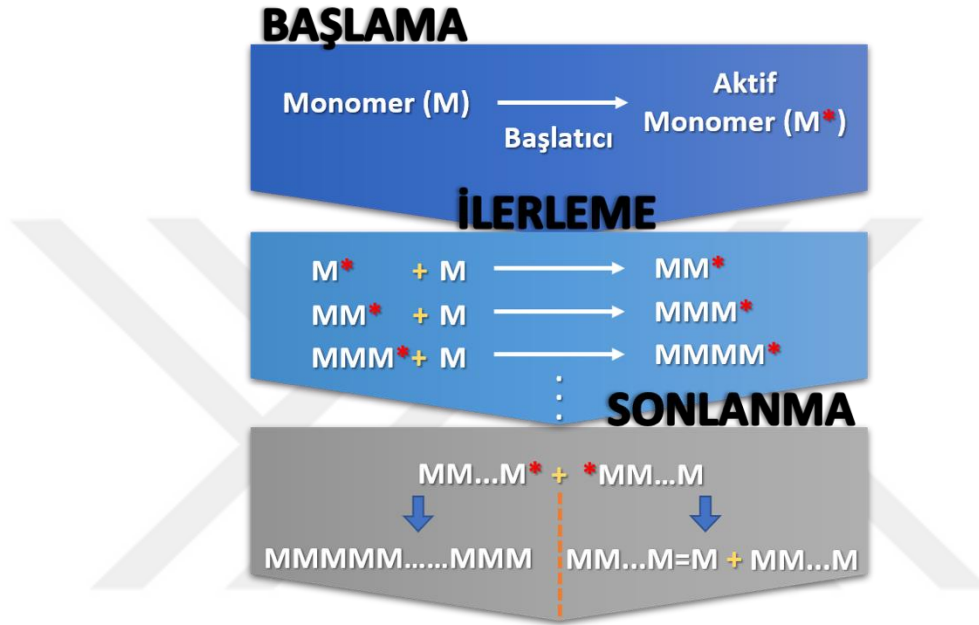 BAŞLAMA
Monomer (M)
Başlatıcı
Aktif
Monomer (M*)
İLERLEME
M* + M MM*
MM* + M MMM*
MMM* + M MMMM*
SONLANMA
MM...M* + *MM...M
MMMMM......MMM
MM...M=M + MM...M